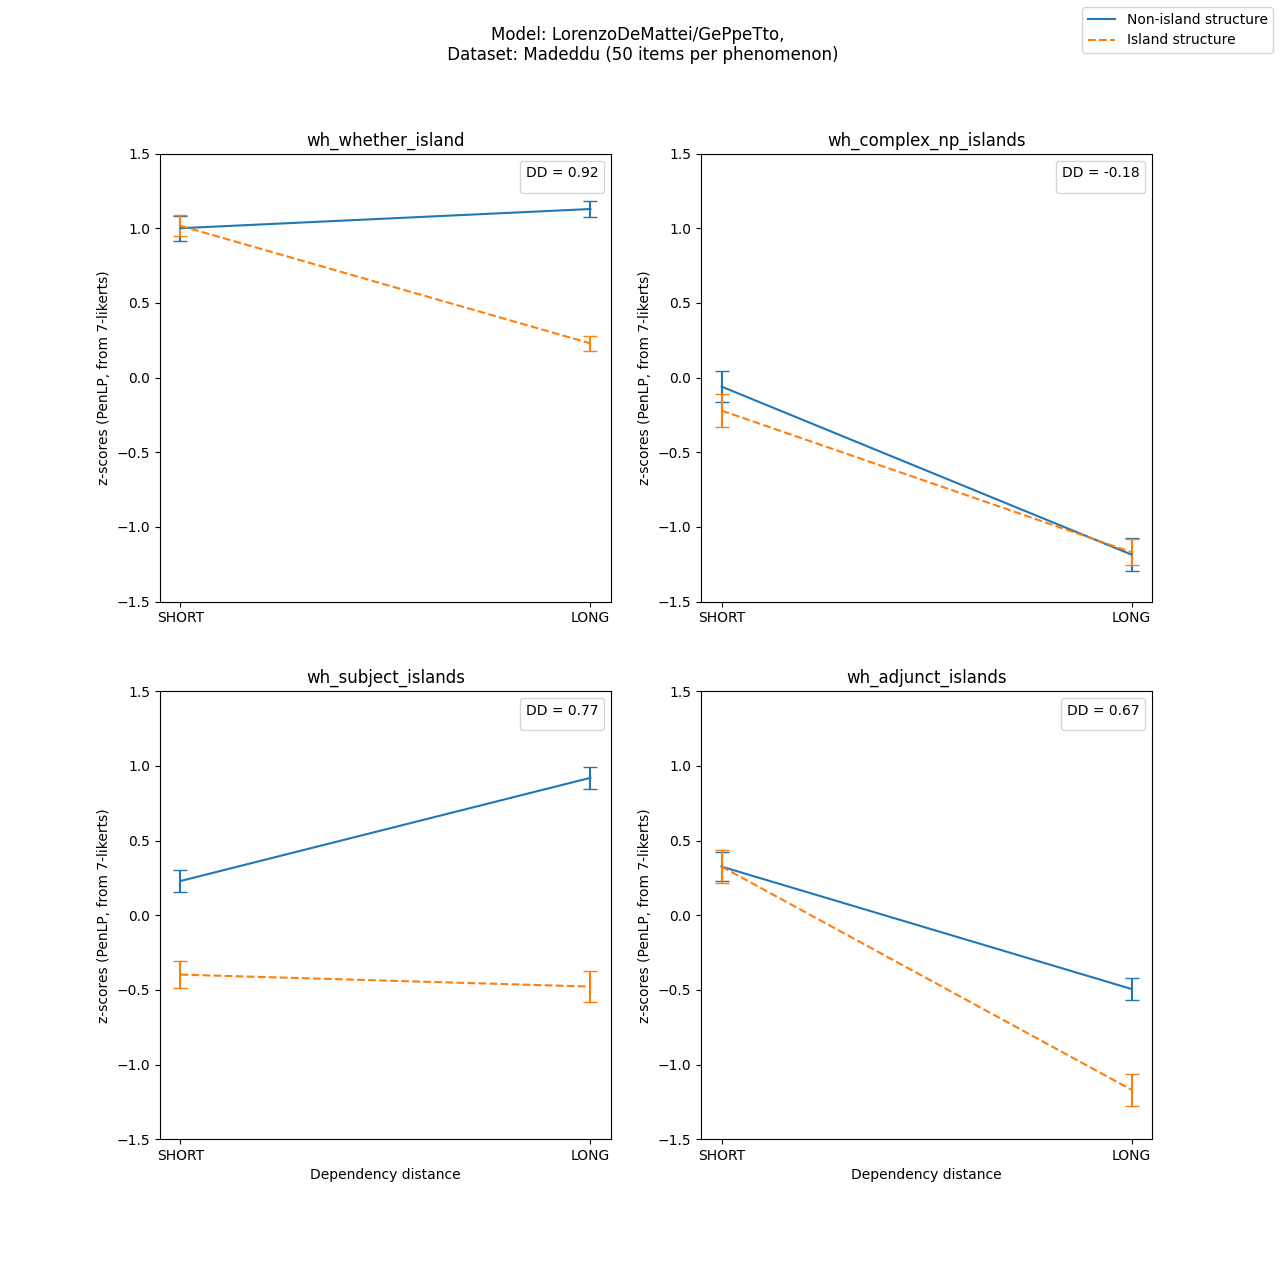 Model: LorenzoDeMattei/GePpeTto,
Dataset: Madeddu (50 items per phenomenon)
Non-island structure
Island structure
wh_whether_island
DD = 0.92
z-scores (PenLP, from 7-likerts)
1.5
1.0
0.5
0.0
−0.5
−1.0
−1.5
SHORT
LONG
wh_complex_np_islands
DD = -0.18
z-scores (PenLP, from 7-likerts)
1.5
1.0
0.5
0.0
−0.5
−1.0
−1.5
SHORT
LONG
wh_subject_islands
DD = 0.77
z-scores (PenLP, from 7-likerts)
1.5
1.0
0.5
0.0
−0.5
−1.0
−1.5
SHORT
LONG
Dependency distance
wh_adjunct_islands
DD = 0.67
z-scores (PenLP, from 7-likerts)
1.5
1.0
0.5
0.0
−0.5
−1.0
−1.5
SHORT
LONG
Dependency distance